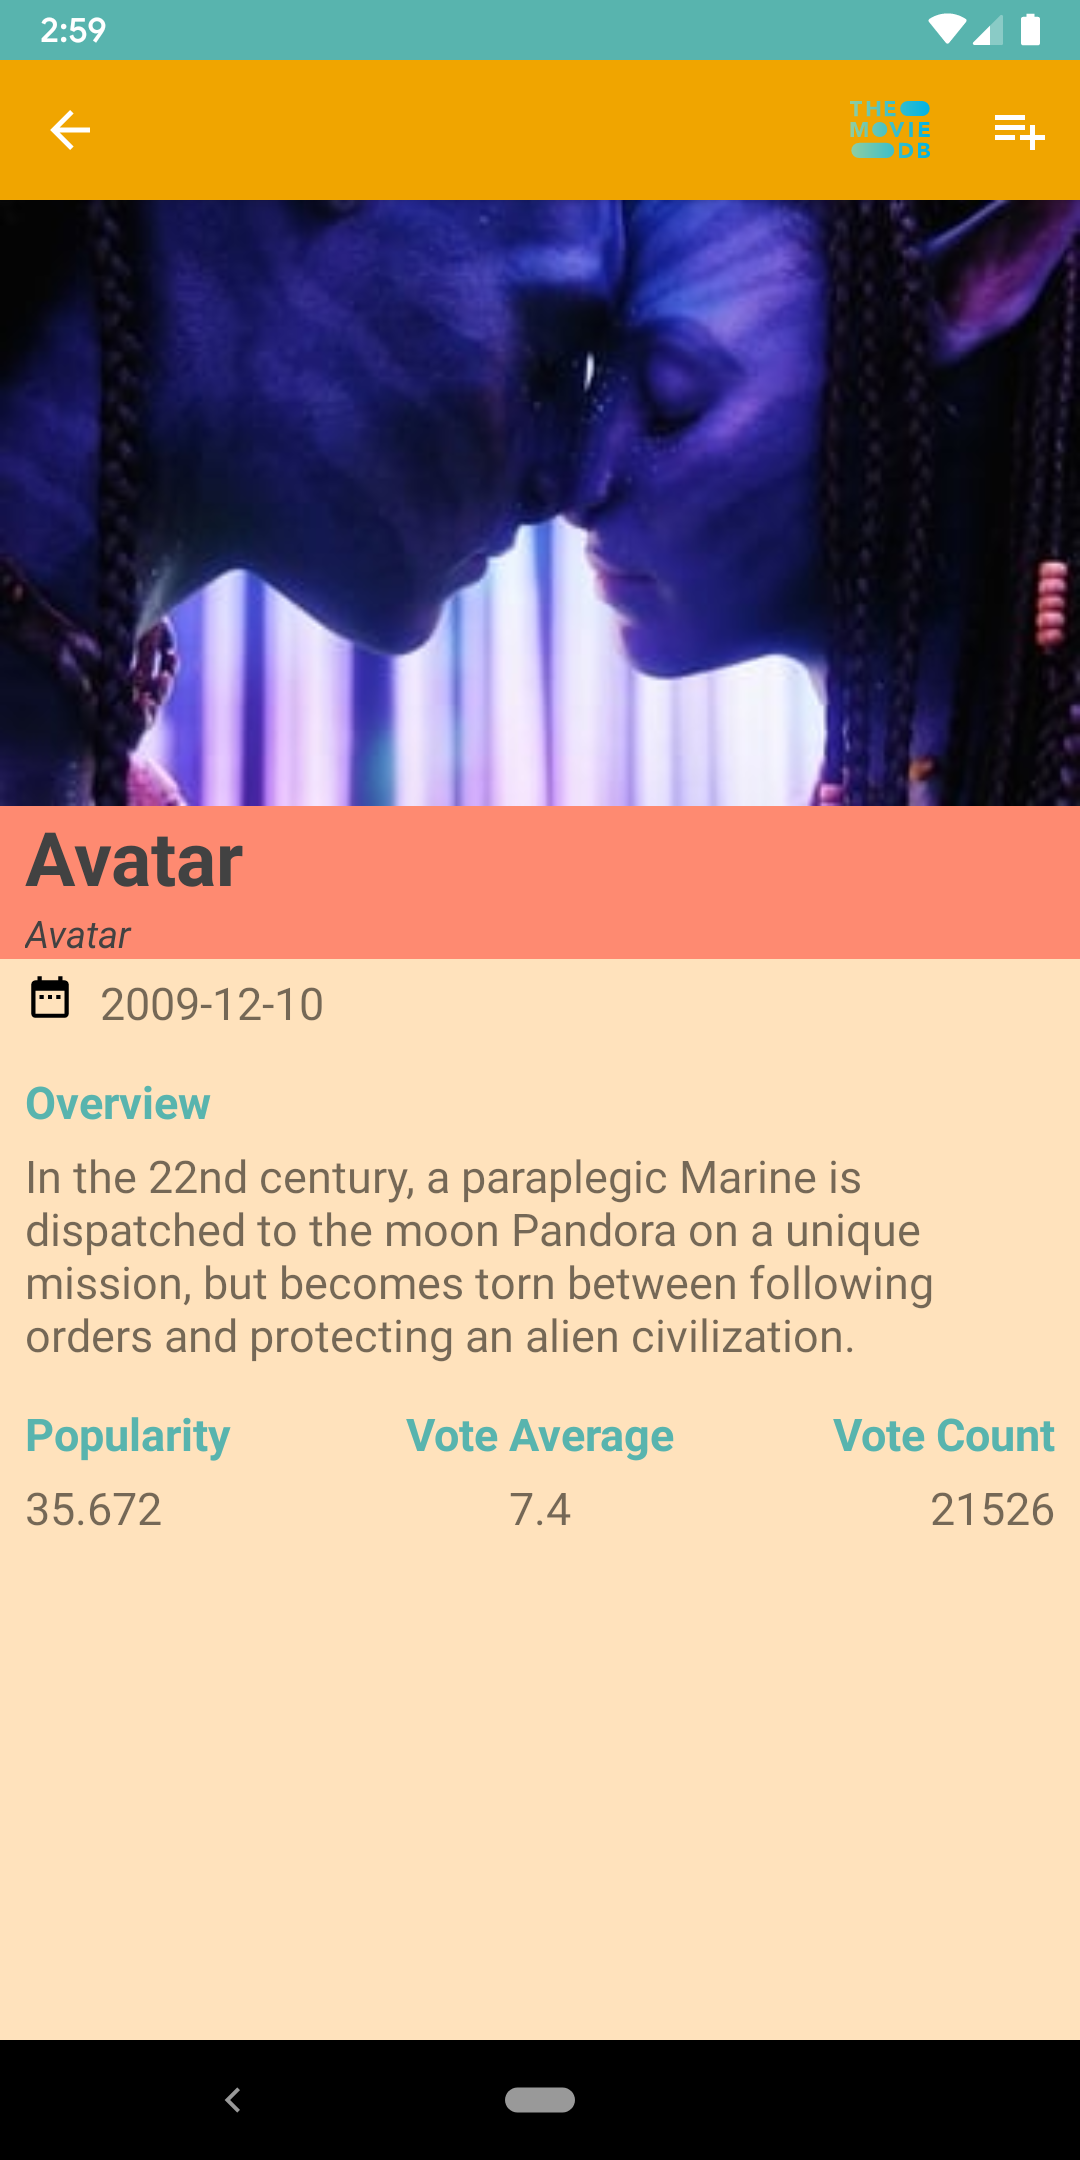 2:59
THE
MOVIE
DB
Avatar
Avatar
2009-12-10
Overview
In the 22nd century, a paraplegic Marine is
dispatched to the moon Pandora on a unique
mission, but becomes torn between following
orders and protecting an alien civilization.
Popularity Vote Average Vote Count
35.672 7.4 21526